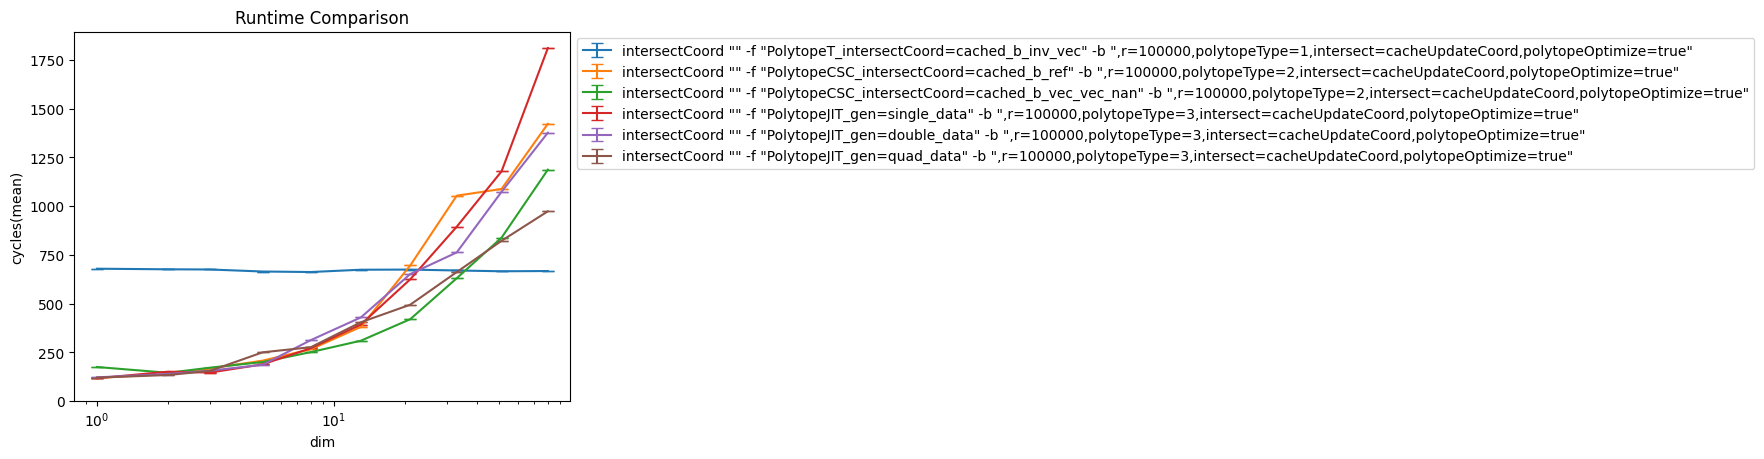 Runtime Comparison
cycles(mean)
1750
1500
1250
1000
750
500
250
0
10^0
10^1
dim
intersectCoord "" -f "PolytopeT_intersectCoord=cached_b_inv_vec" -b ",r=100000,polytopeType=1,intersect=cacheUpdateCoord,polytopeOptimize=true"
intersectCoord "" -f "PolytopeCSC_intersectCoord=cached_b_ref" -b ",r=100000,polytopeType=2,intersect=cacheUpdateCoord,polytopeOptimize=true"
intersectCoord "" -f "PolytopeCSC_intersectCoord=cached_b_vec_vec_nan" -b ",r=100000,polytopeType=2,intersect=cacheUpdateCoord,polytopeOptimize=true"
intersectCoord "" -f "PolytopeJIT_gen=single_data" -b ",r=100000,polytopeType=3,intersect=cacheUpdateCoord,polytopeOptimize=true"
intersectCoord "" -f "PolytopeJIT_gen=double_data" -b ",r=100000,polytopeType=3,intersect=cacheUpdateCoord,polytopeOptimize=true"
intersectCoord "" -f "PolytopeJIT_gen=quad_data" -b ",r=100000,polytopeType=3,intersect=cacheUpdateCoord,polytopeOptimize=true"